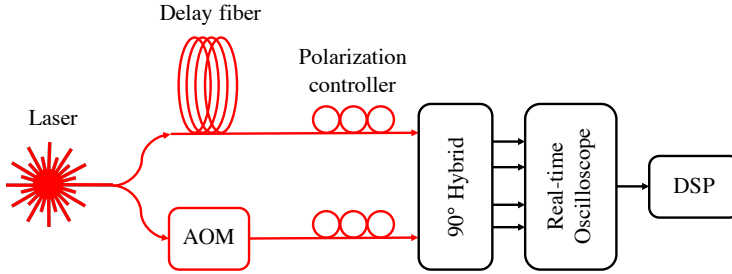 Delay fiber
Polarization
controller
Laser
AOM
90° Hybrid
Real-time
Oscilloscope
DSP